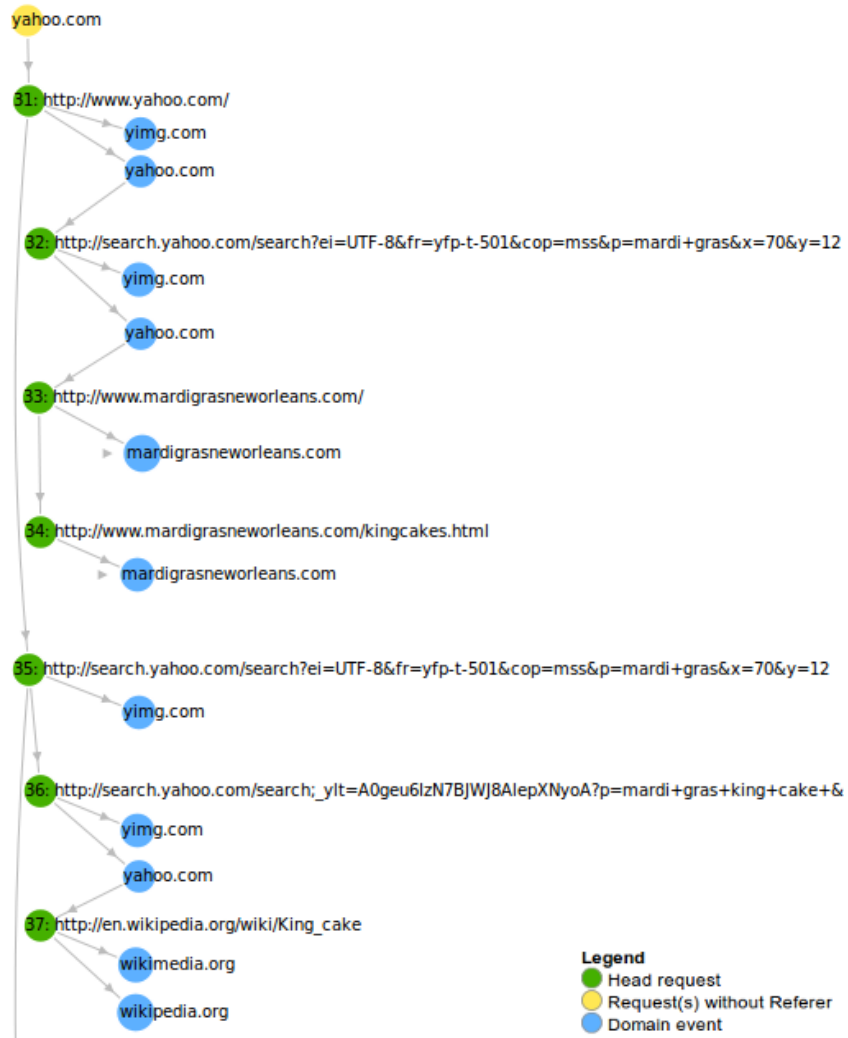 yahoo.com
31: http://www.yahoo.com/
yimg.com
yahoo.com
32: http://search.yahoo.com/search?ei=UTF-8&fr=yfp-t-501&cop=mss&p=mardi+gras&x=70&y=12
yimg.com
yahoo.com
33: http://www.mardigrasneworleans.com/
mardigrasneworleans.com
34: http://www.mardigrasneworleans.com/kingcakes.html
mardigrasneworleans.com
35: http://search.yahoo.com/search?ei=UTF-8&fr=yfp-t-501&cop=mss&p=mardi+gras&x=70&y=12
yimg.com
36: http://search.yahoo.com/search;_ylt=A0geu6IzN7BJWJ8AlepXNyoA?p=mardi+gras+king+cake+&
yimg.com
yahoo.com
37: http://en.wikipedia.org/wiki/King_cake
wikimedia.org
wikipedia.org
Legend
Head request
Request(s) without Referer
Domain event